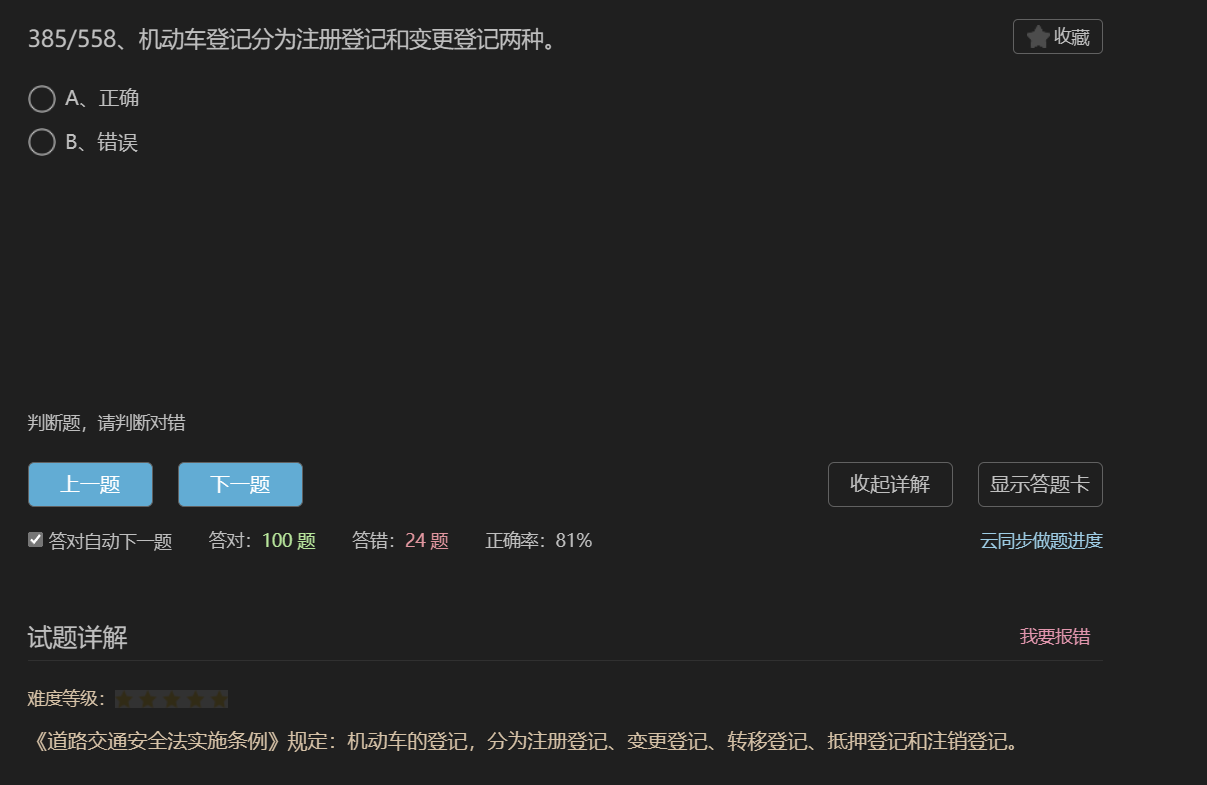 385/558、机动车登记分为注册登记和变更登记两种。
收藏
A、正确
B、错误
判断题，请判断对错
上一题 下一题 收起详解 显示答题卡
答对自动下一题 答对：100 题 答错：24 题 正确率：81% 云同步做题进度
试题详解 我要报错
难度等级：
《道路交通安全法实施条例》规定：机动车的登记，分为注册登记、变更登记、转移登记、抵押登记和注销登记。